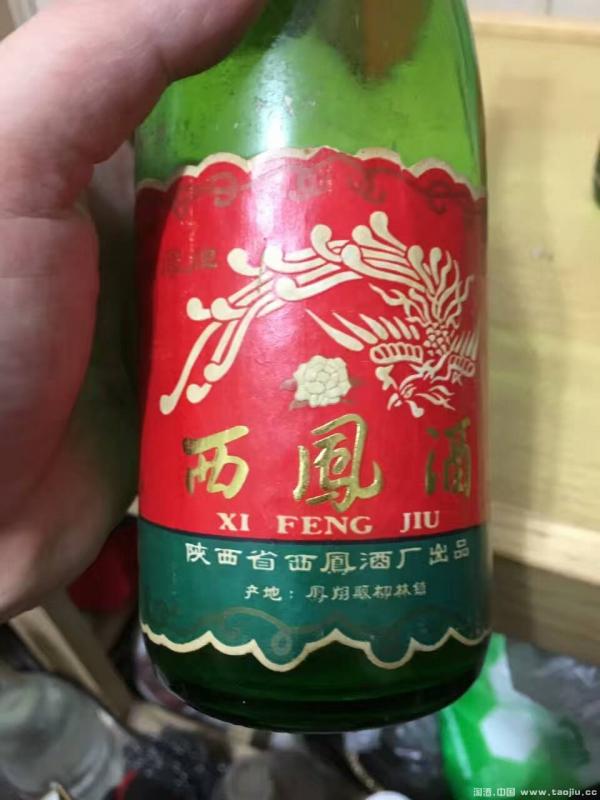 西鳳酒
XI FENG JIU
陕西省西鳳酒厂出品
产地：鳳翔县柳林镇
淘酒.中国 www.taojiu.cc